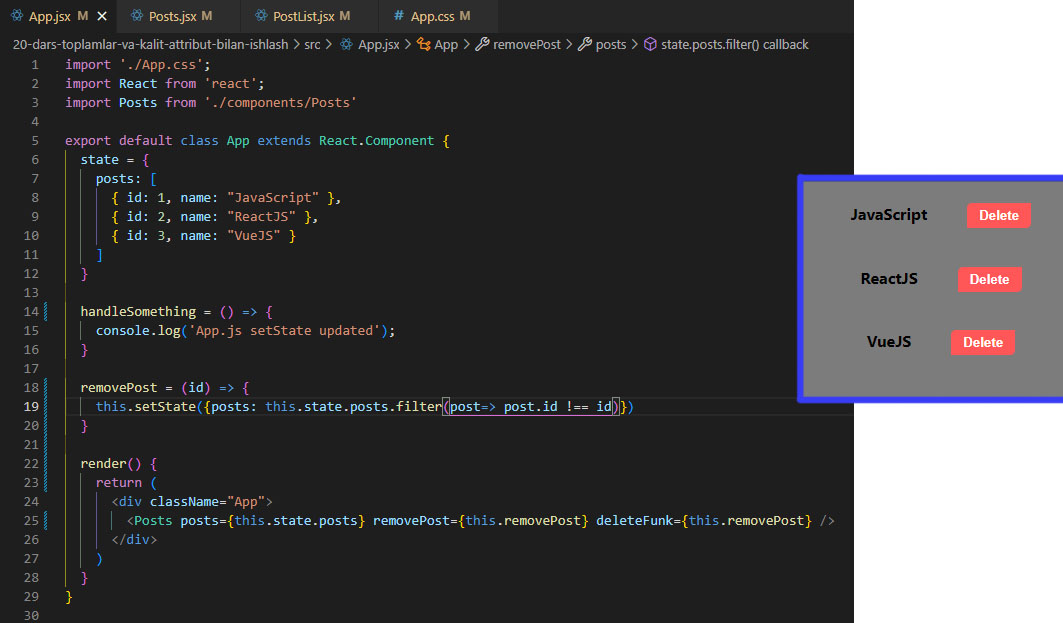 App.jsx M Posts.jsx M PostList.jsx M # App.css M
20-dars-toplamlar-va-kalit-attribut-bilan-ishlash > src > App.jsx > App > removePost > posts > state.posts.filter() callback
1 import './App.css';
2 import React from 'react';
3 import Posts from './components/Posts'
4
5 export default class App extends React.Component {
6 state = {
7 posts: [
8 { id: 1, name: "JavaScript" },
9 { id: 2, name: "ReactJS" },
10 { id: 3, name: "VueJS" }
11 ]
12 }
13
14 handleSomething = () => {
15 console.log('App.js setState updated');
16 }
17
18 removePost = (id) => {
19 this.setState({posts: this.state.posts.filter(post=> post.id !== id)})
20 }
21
22 render() {
23 return (
24 <div className="App">
25 <Posts posts={this.state.posts} removePost={this.removePost} deleteFunk={this.removePost} />
26 </div>
27 )
28 }
29 }
30
JavaScript Delete
ReactJS Delete
VueJS Delete